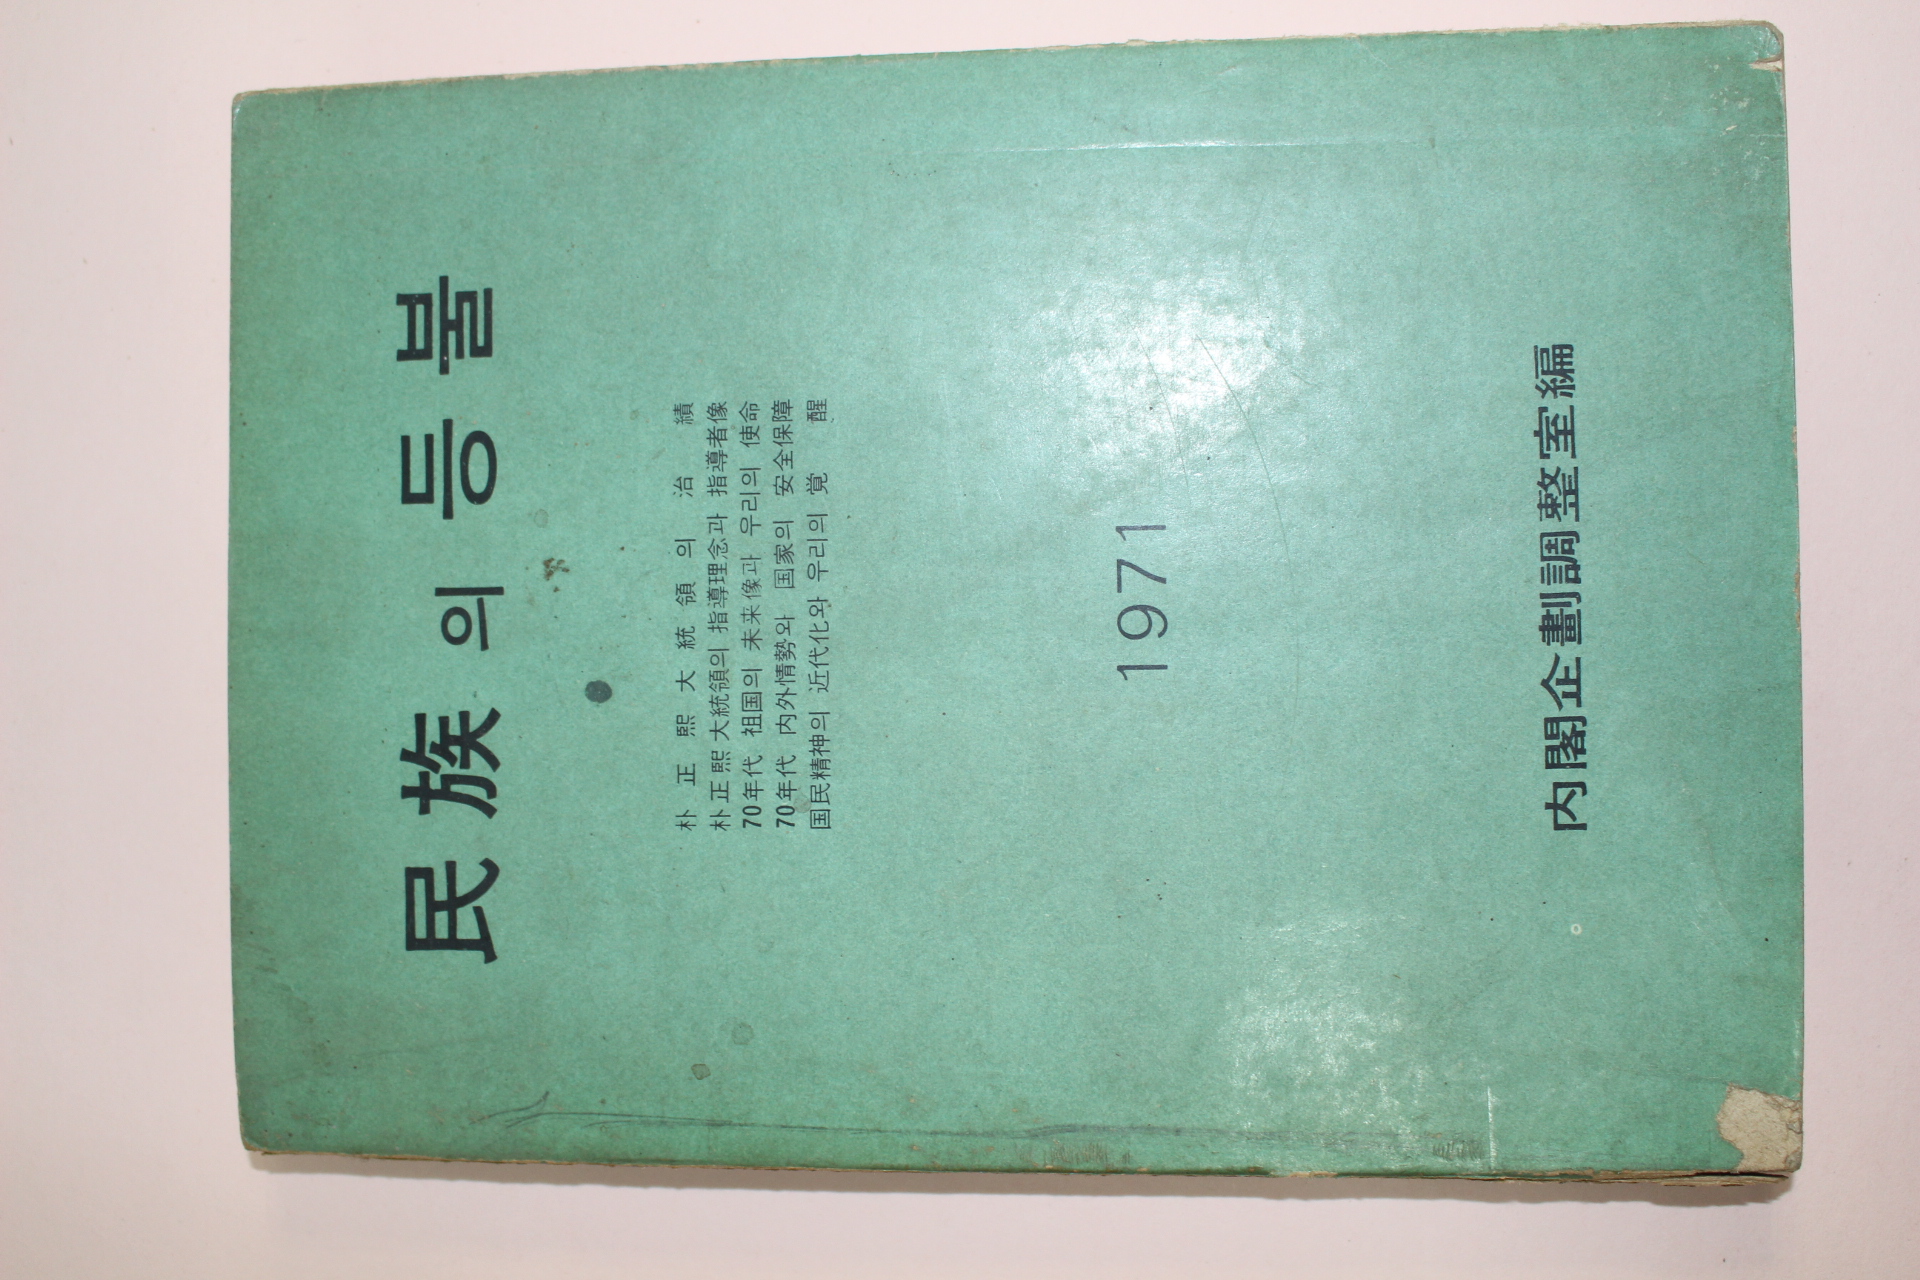 民族의 등불
朴正熙大統領의 治績
朴正熙 大統領의 指導理念과 指導者像
70年代 祖国의 未来像과 우리의 使命
70年代 内外情勢와 国家의 安全保障
国民精神의 近代化와 우리의 覚醒
1971
内閣企劃調整室編